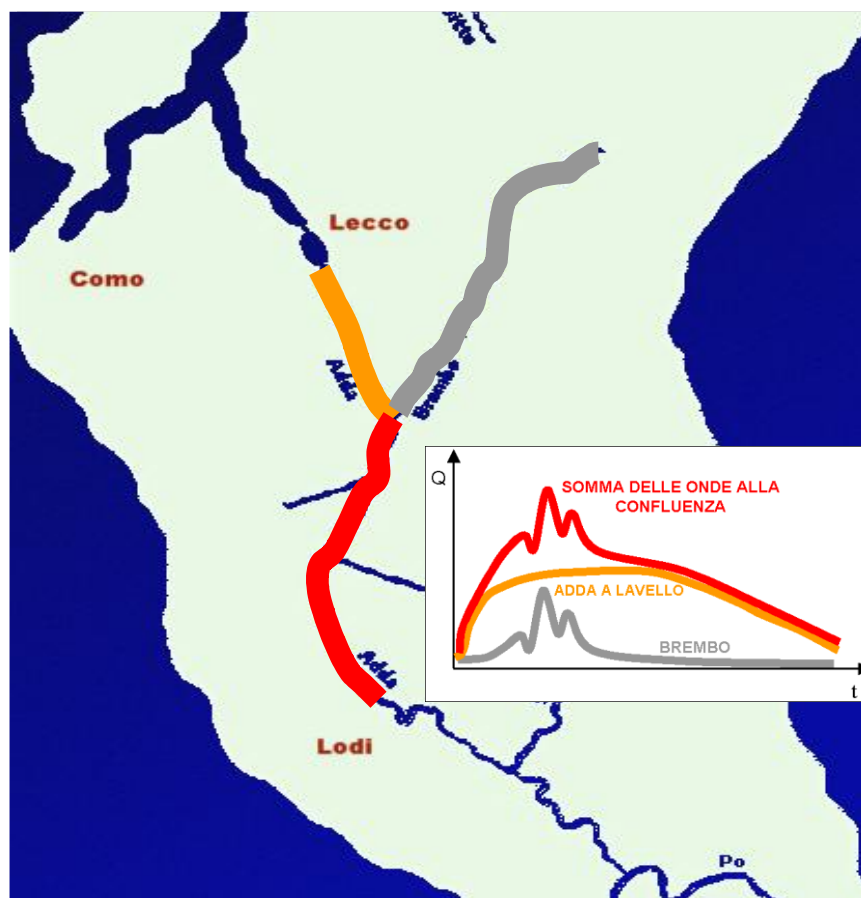 Lecco
Como
Adda
Brembo
Q
SOMMA DELLE ONDE ALLA
CONFLUENZA
ADDA A LAVELLO
BREMBO
t
Adda
Lodi
Po